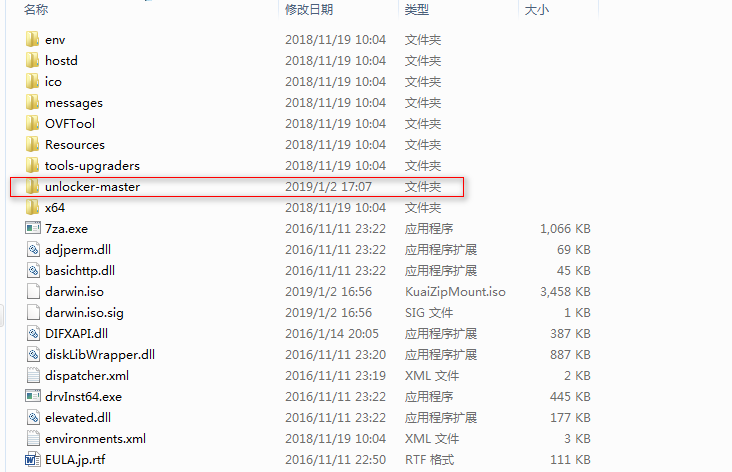 名称 修改日期 类型 大小
env 2018/11/19 10:04 文件夹
hostd 2018/11/19 10:04 文件夹
ico 2018/11/19 10:04 文件夹
messages 2018/11/19 10:04 文件夹
OVFTool 2018/11/19 10:04 文件夹
Resources 2018/11/19 10:04 文件夹
tools-upgraders 2018/11/19 10:04 文件夹
unlocker-master 2019/1/2 17:07 文件夹
x64 2018/11/19 10:04 文件夹
7za.exe 2016/11/11 23:22 应用程序 1,066 KB
adjperm.dll 2016/11/11 23:22 应用程序扩展 69 KB
basichttp.dll 2016/11/11 23:22 应用程序扩展 45 KB
darwin.iso 2019/1/2 16:56 KuaiZipMount.iso 3,458 KB
darwin.iso.sig 2019/1/2 16:56 SIG 文件 1 KB
DIFXAPI.dll 2016/1/14 20:05 应用程序扩展 387 KB
diskLibWrapper.dll 2016/11/11 23:20 应用程序扩展 887 KB
dispatcher.xml 2016/11/11 23:19 XML 文件 2 KB
drvInst64.exe 2016/11/11 23:22 应用程序 445 KB
elevated.dll 2016/11/11 23:22 应用程序扩展 177 KB
environments.xml 2018/11/19 10:04 XML 文件 3 KB
EULA.jp.rtf 2016/11/11 22:50 RTF 格式 111 KB